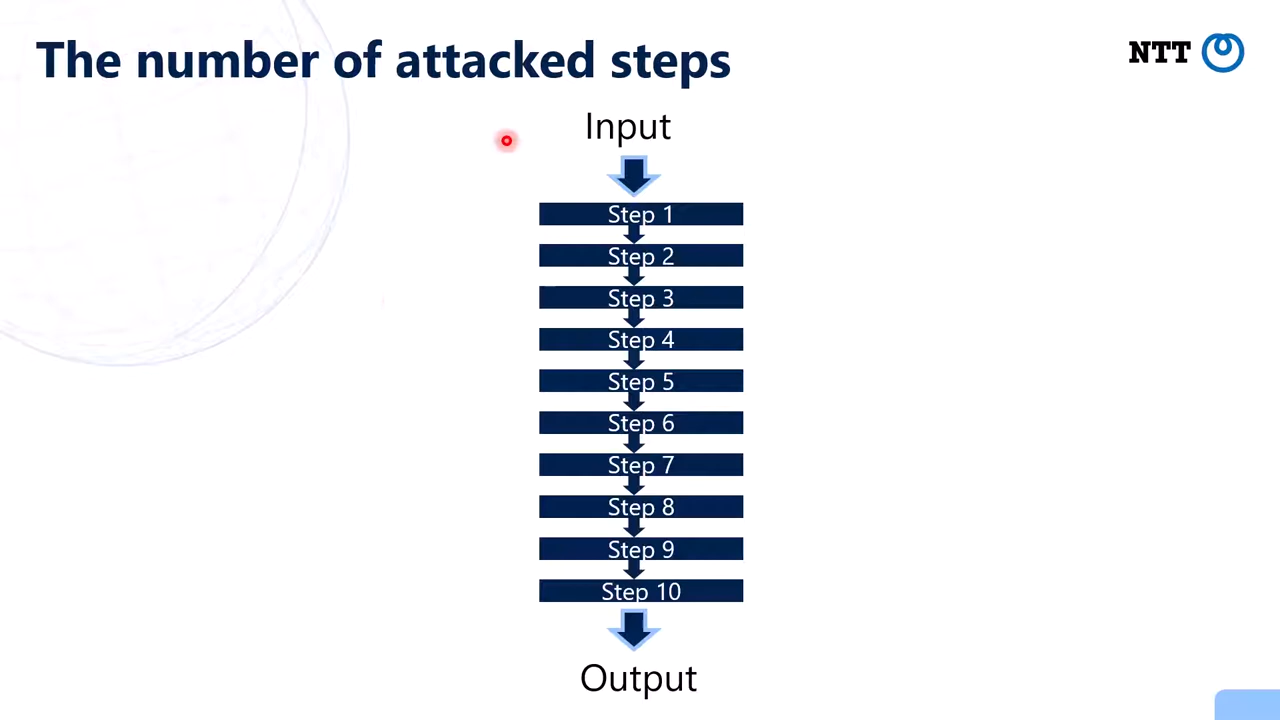 The number of attacked steps
NTT
Input
Step 1
Step 2
Step 3
Step 4
Step 5
Step 6
Step 7
Step 8
Step 9
Step 10
Output